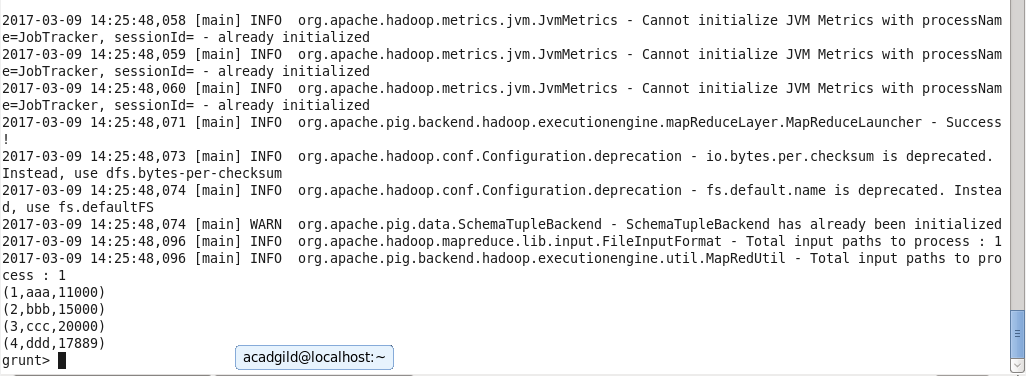 2017-03-09 14:25:48,058 [main] INFO  org.apache.hadoop.metrics.jvm.JvmMetrics - Cannot initialize JVM Metrics with processNam
e=JobTracker, sessionId= - already initialized
2017-03-09 14:25:48,059 [main] INFO  org.apache.hadoop.metrics.jvm.JvmMetrics - Cannot initialize JVM Metrics with processNam
e=JobTracker, sessionId= - already initialized
2017-03-09 14:25:48,060 [main] INFO  org.apache.hadoop.metrics.jvm.JvmMetrics - Cannot initialize JVM Metrics with processNam
e=JobTracker, sessionId= - already initialized
2017-03-09 14:25:48,071 [main] INFO  org.apache.pig.backend.hadoop.executionengine.mapReduceLayer.MapReduceLauncher - Success
!
2017-03-09 14:25:48,073 [main] INFO  org.apache.hadoop.conf.Configuration.deprecation - io.bytes.per.checksum is deprecated.
Instead, use dfs.bytes-per-checksum
2017-03-09 14:25:48,074 [main] INFO  org.apache.hadoop.conf.Configuration.deprecation - fs.default.name is deprecated. Instea
d, use fs.defaultFS
2017-03-09 14:25:48,074 [main] WARN  org.apache.pig.data.SchemaTupleBackend - SchemaTupleBackend has already been initialized
2017-03-09 14:25:48,096 [main] INFO  org.apache.hadoop.mapreduce.lib.input.FileInputFormat - Total input paths to process : 1
2017-03-09 14:25:48,096 [main] INFO  org.apache.pig.backend.hadoop.executionengine.util.MapRedUtil - Total input paths to pro
cess : 1
(1,aaa,11000)
(2,bbb,15000)
(3,ccc,20000)
(4,ddd,17889)
grunt>
acadgild@localhost:~